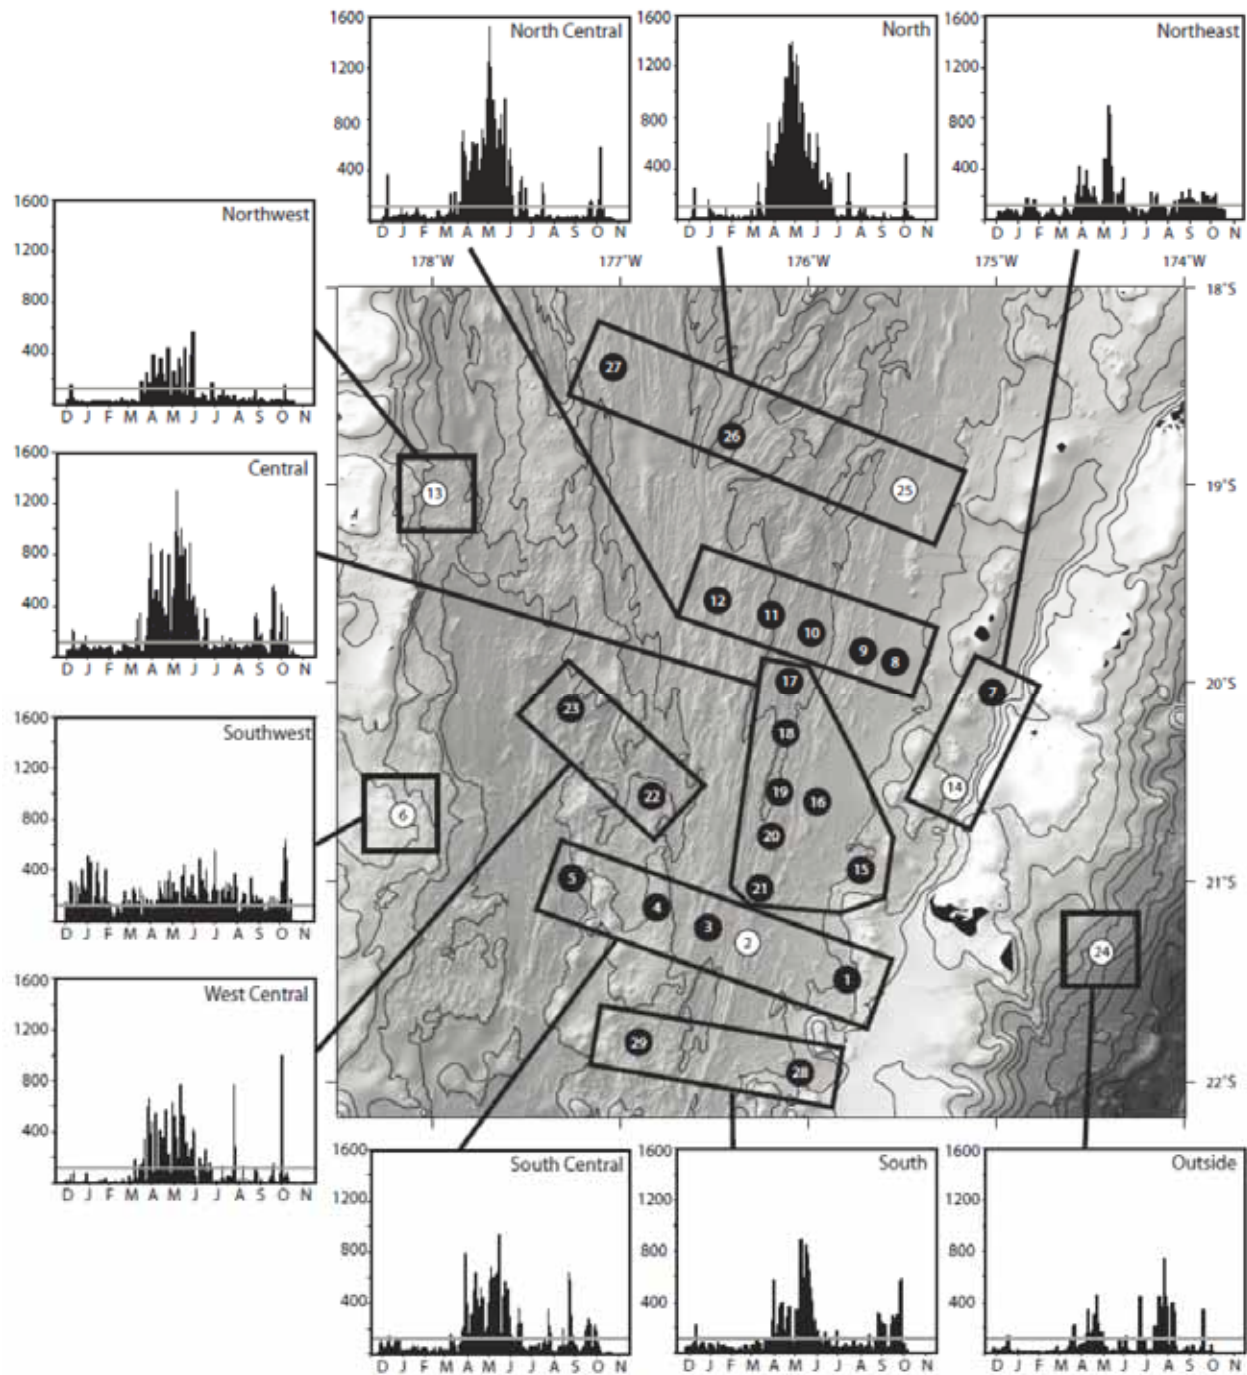 North Central
1600
1200
800
400
D J F M A M J J A S O N
North
1600
1200
800
400
D J F M A M J J A S O N
Northeast
1600
1200
800
400
D J F M A M J J A S O N
Northwest
1600
1200
800
400
D J F M A M J J A S O N
Central
1600
1200
800
400
D J F M A M J J A S O N
Southwest
1600
1200
800
400
D J F M A M J J A S O N
West Central
1600
1200
800
400
D J F M A M J J A S O N
178°W 177°W 176°W 175°W 174°W
18°S
27
26
25
13
19°S
12
11
10
9
8
17
20°S
7
23
18
14
22
19
16
6
20
15
5
21
21°S
4
3
2
24
1
29
28
22°S
South Central
1600
1200
800
400
D J F M A M J J A S O N
South
1600
1200
800
400
D J F M A M J J A S O N
Outside
1600
1200
800
400
D J F M A M J J A S O N